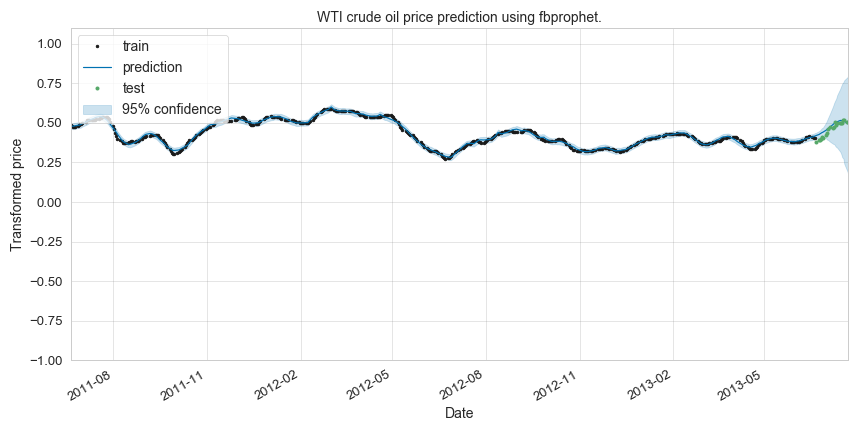 WTI crude oil price prediction using fbprophet.
train
prediction
test
95% confidence
Transformed price
1.00
0.75
0.50
0.25
0.00
−0.25
−0.50
−0.75
−1.00
2011-08
2011-11
2012-02
2012-05
2012-08
2012-11
2013-02
2013-05
Date